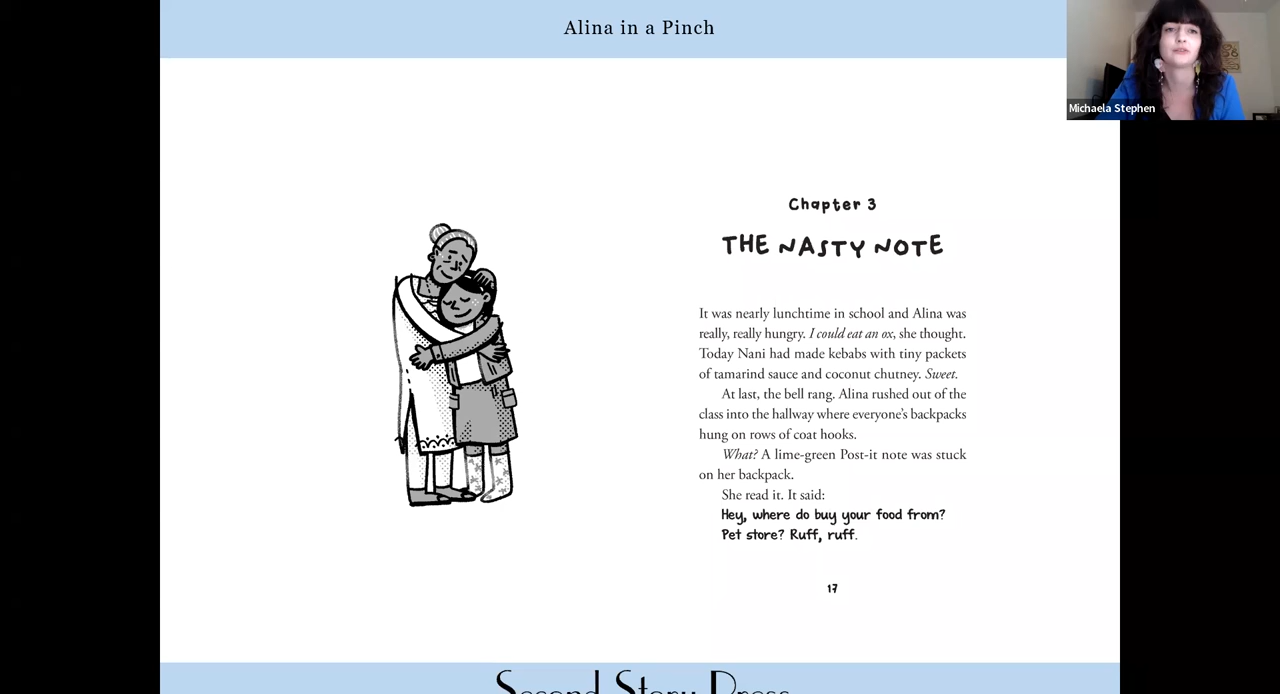 Alina in a Pinch
Michaela Stephen
Chapter 3
THE NASTY NOTE
It was nearly lunchtime in school and Alina was
really, really hungry. I could eat an ox, she thought.
Today Nani had made kebabs with tiny packets
of tamarind sauce and coconut chutney. Sweet.
At last, the bell rang. Alina rushed out of the
class into the hallway where everyone’s backpacks
hung on rows of coat hooks.
What? A lime-green Post-it note was stuck
on her backpack.
She read it. It said:
Hey, where do buy your food from?
Pet store? Ruff, ruff.
17
Second Story Press